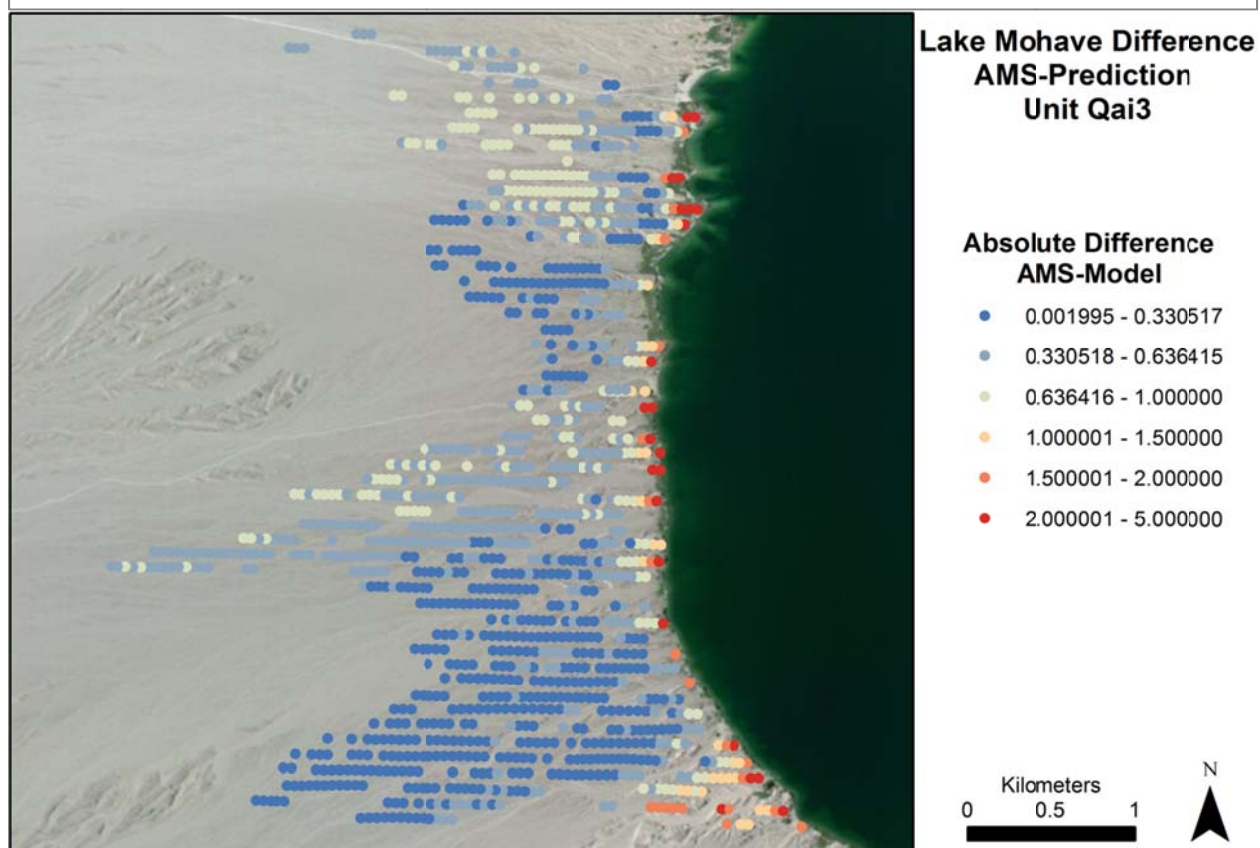 Lake Mohave Difference
AMS-Prediction
Unit Qai3
Absolute Difference
AMS-Model
0.001995 - 0.330517
0.330518 - 0.636415
0.636416 - 1.000000
1.000001 - 1.500000
1.500001 - 2.000000
2.000001 - 5.000000
Kilometers
0 0.5 1
N